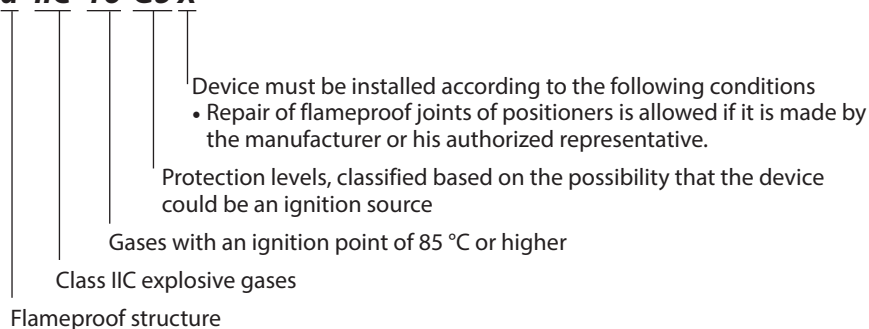 Device must be installed according to the following conditions
• Repair of flameproof joints of positioners is allowed if it is made by
the manufacturer or his authorized representative.
Protection levels, classified based on the possibility that the device
could be an ignition source
Gases with an ignition point of 85 °C or higher
Class IIC explosive gases
Flameproof structure